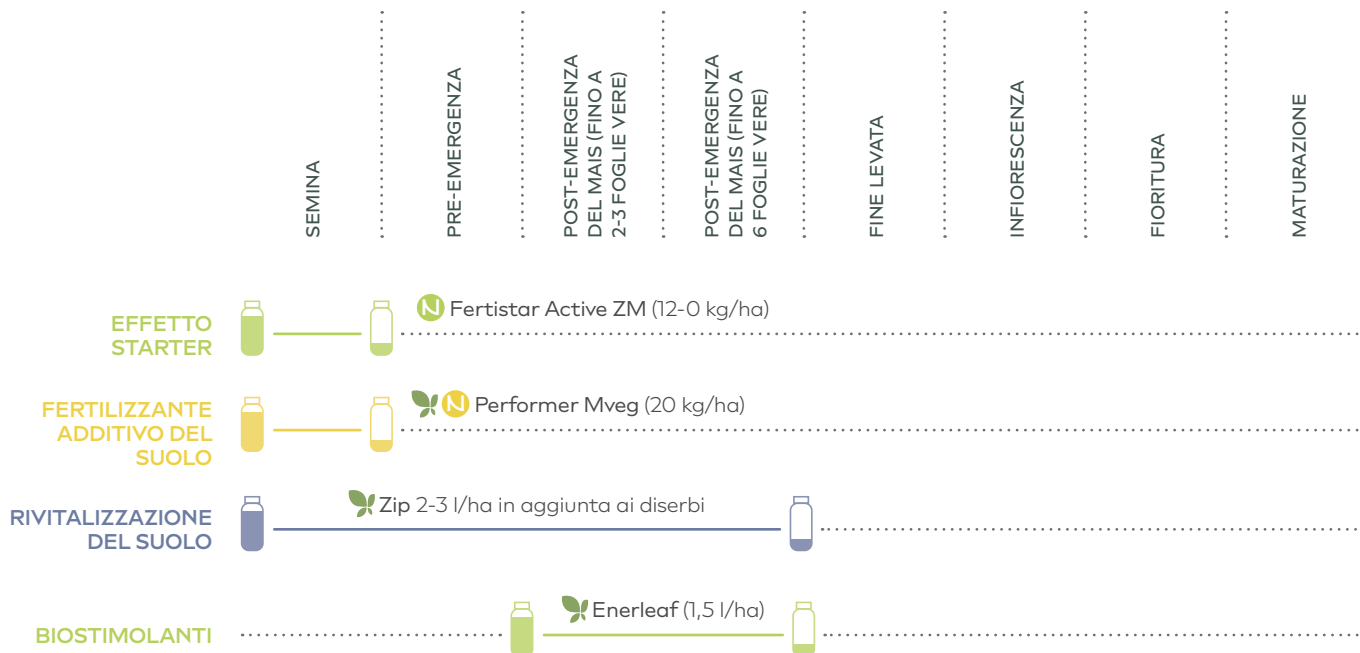 SEMINA
PRE-EMERGENZA
POST-EMERGENZA
DEL MAIS (FINO A
2-3 FOGLIE VERE)
POST-EMERGENZA
DEL MAIS (FINO A
6 FOGLIE VERE)
FINE LEVATA
INFIORESCENZA
FIORITURA
MATURAZIONE
EFFETTO
STARTER
N Fertistar Active ZM (12-0 kg/ha)
FERTILIZZANTE
ADDITIVO DEL
SUOLO
N Performer Mveg (20 kg/ha)
RIVITALIZZAZIONE
DEL SUOLO
Zip 2-3 l/ha in aggiunta ai diserbi
BIOSTIMOLANTI
Enerleaf (1,5 l/ha)